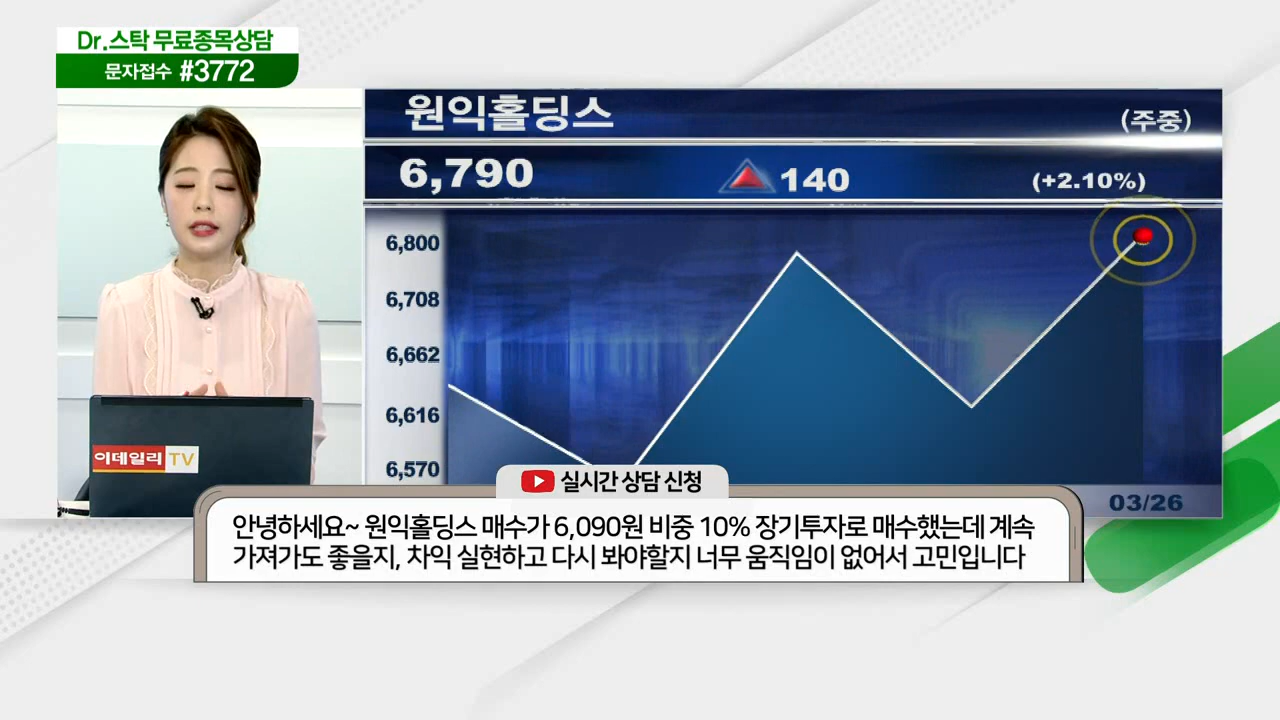 Dr.스탁 무료종목상담
문자접수 #3772
원익홀딩스
(주중)
6,790
140
(+2.10%)
6,800
6,708
6,662
6,616
6,570
03/26
이데일리 TV
실시간 상담 신청
안녕하세요~ 원익홀딩스 매수가 6,090원 비중 10% 장기투자로 매수했는데 계속
가져가도 좋을지, 차익 실현하고 다시 봐야할지 너무 움직임이 없어서 고민입니다